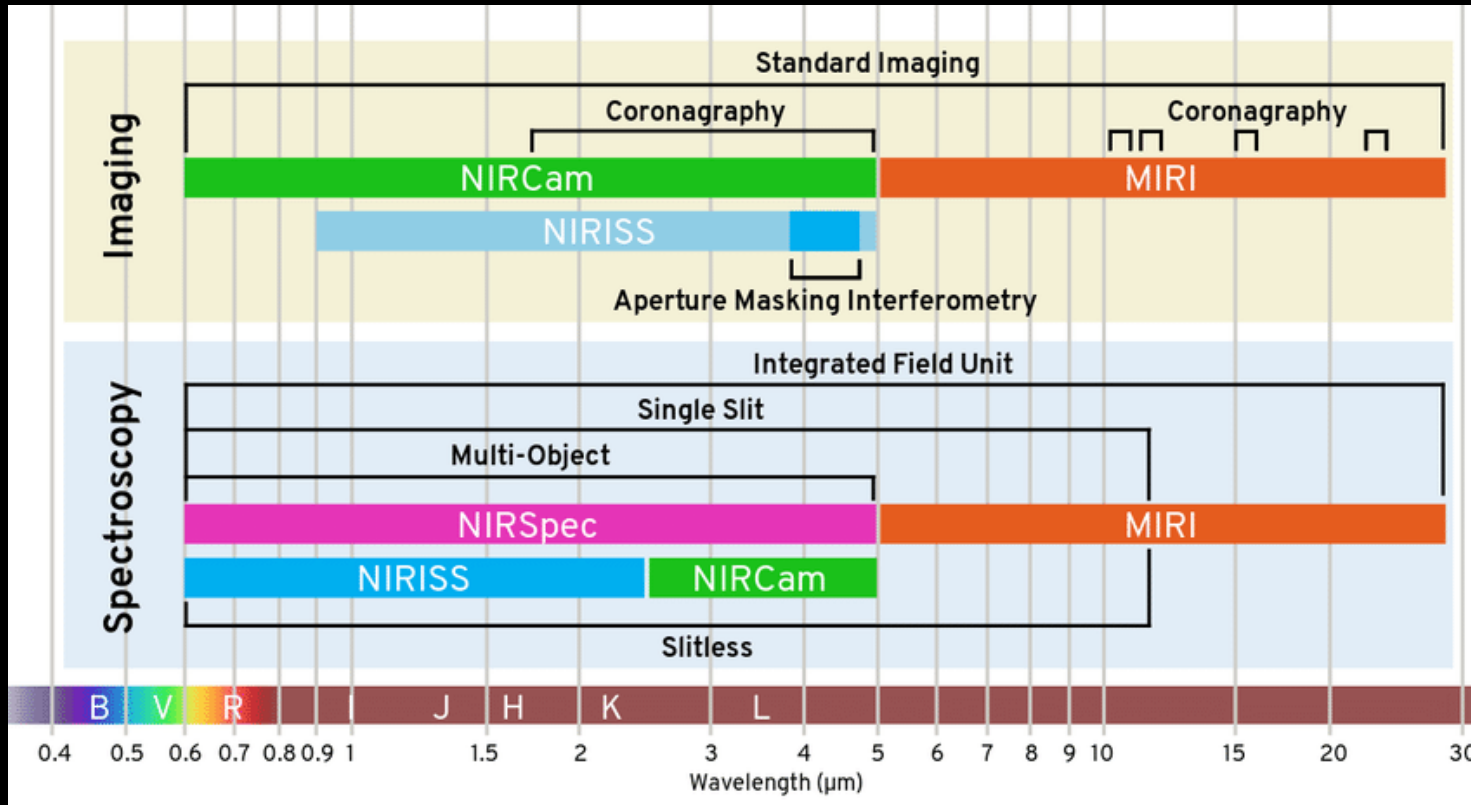 Imaging
Standard Imaging
Coronagraphy
Coronagraphy
NIRCam
MIRI
NIRISS
Aperture Masking Interferometry
Spectroscopy
Integrated Field Unit
Single Slit
Multi-Object
NIRSpec
MIRI
NIRISS
NIRCam
Slitless
B V R I J H K L
0.4 0.5 0.6 0.7 0.8 0.9 1 1.5 2 3 4 5 6 7 8 9 10 15 20 30
Wavelength (µm)